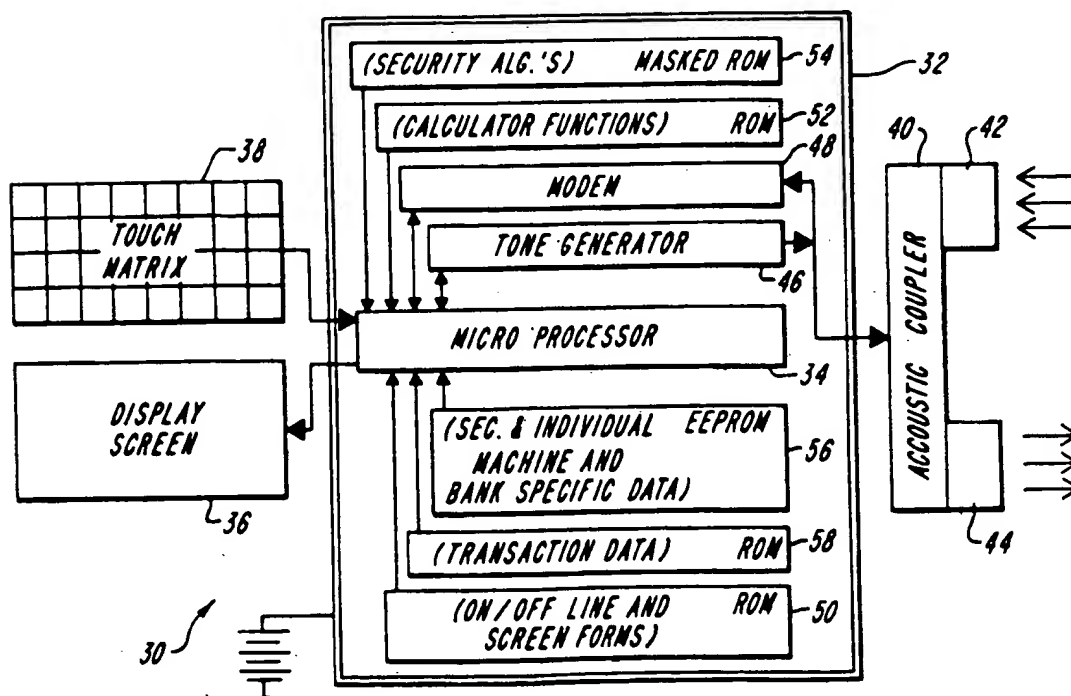 (SECURITY ALG.'S) MASKED ROM
54
32
(CALCULATOR FUNCTIONS) ROM
52
40
42
38
48
MODEM
TOUCH
MATRIX
TONE GENERATOR
46
MICRO PROCESSOR
34
ACCOUSTIC COUPLER
DISPLAY
SCREEN
36
(SEC. & INDIVIDUAL EEPROM
MACHINE AND
BANK SPECIFIC DATA)
56
44
(TRANSACTION DATA) ROM
58
(ON/OFF LINE AND ROM
SCREEN FORMS)
50
30